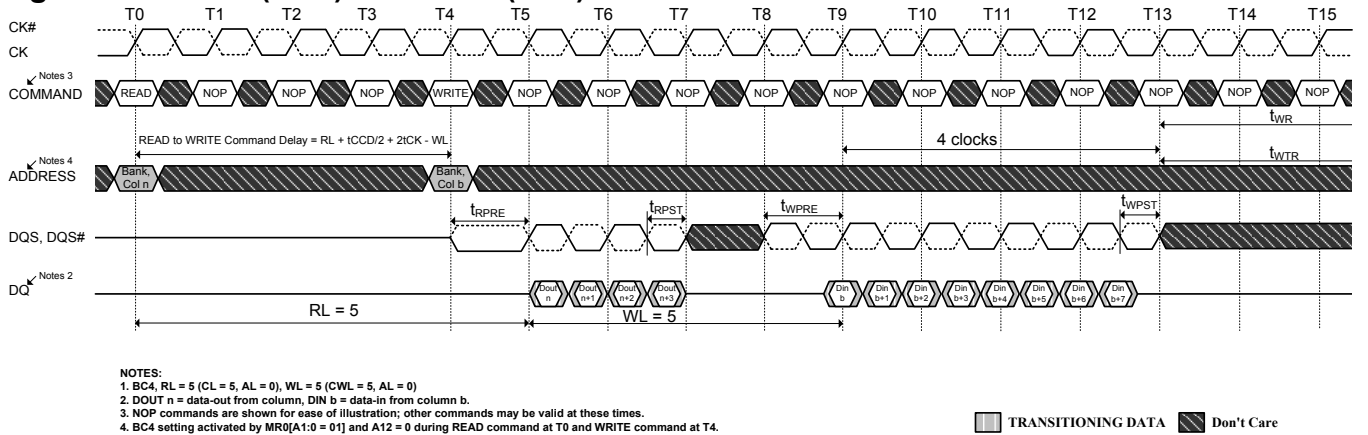 T0 T1 T2 T3 T4 T5 T6 T7 T8 T9 T10 T11 T12 T13 T14 T15
CK#
CK
Notes 3
COMMAND READ NOP NOP NOP WRITE NOP NOP NOP NOP NOP NOP NOP NOP NOP NOP NOP
tWR
READ to WRITE Command Delay = RL + tCCD/2 + 2tCK - WL
4 clocks
tWTR
Notes 4
ADDRESS Bank, Col n Bank, Col b
tRPRE tRPST tWPRE tWPST
DQS, DQS#
Notes 2
DQ Dout n Dout n+1 Dout n+2 Dout n+3 Din b Din b+1 Din b+2 Din b+3 Din b+4 Din b+5 Din b+6 Din b+7
RL = 5 WL = 5
NOTES:
1. BC4, RL = 5 (CL = 5, AL = 0), WL = 5 (CWL = 5, AL = 0)
2. DOUT n = data-out from column, DIN b = data-in from column b.
3. NOP commands are shown for ease of illustration; other commands may be valid at these times.
4. BC4 setting activated by MR0[A1:0 = 01] and A12 = 0 during READ command at T0 and WRITE command at T4.
TRANSITIONING DATA Don't Care